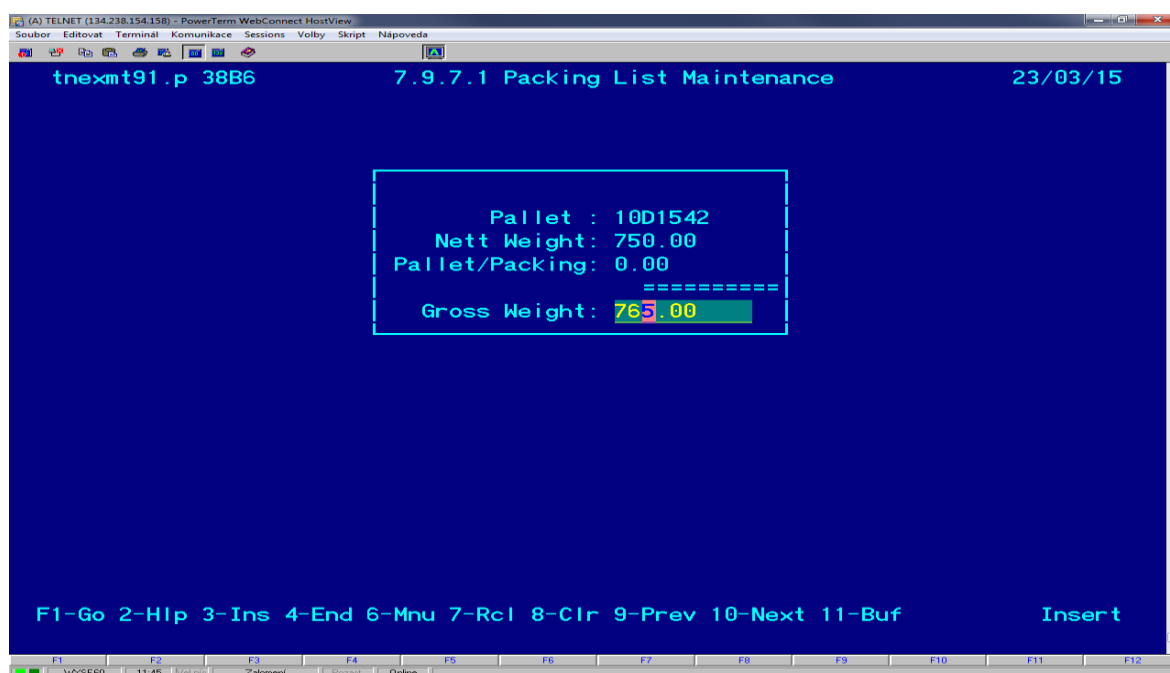 (A) TELNET (134.238.154.158) - PowerTerm WebConnect HostView
Soubor Editovat Terminál Komunikace Sessions Volby Skript Nápoveda
tnexmt91.p 38B6 7.9.7.1 Packing List Maintenance 23/03/15
Pallet : 10D1542
Nett Weight: 750.00
Pallet/Packing: 0.00
==========
Gross Weight: 765.00
F1-Go 2-Hlp 3-Ins 4-End 6-Mnu 7-Rcl 8-Clr 9-Prev 10-Next 11-Buf Insert
F1 F2 F3 F4 F5 F6 F7 F8 F9 F10 F11 F12
11:45 Online